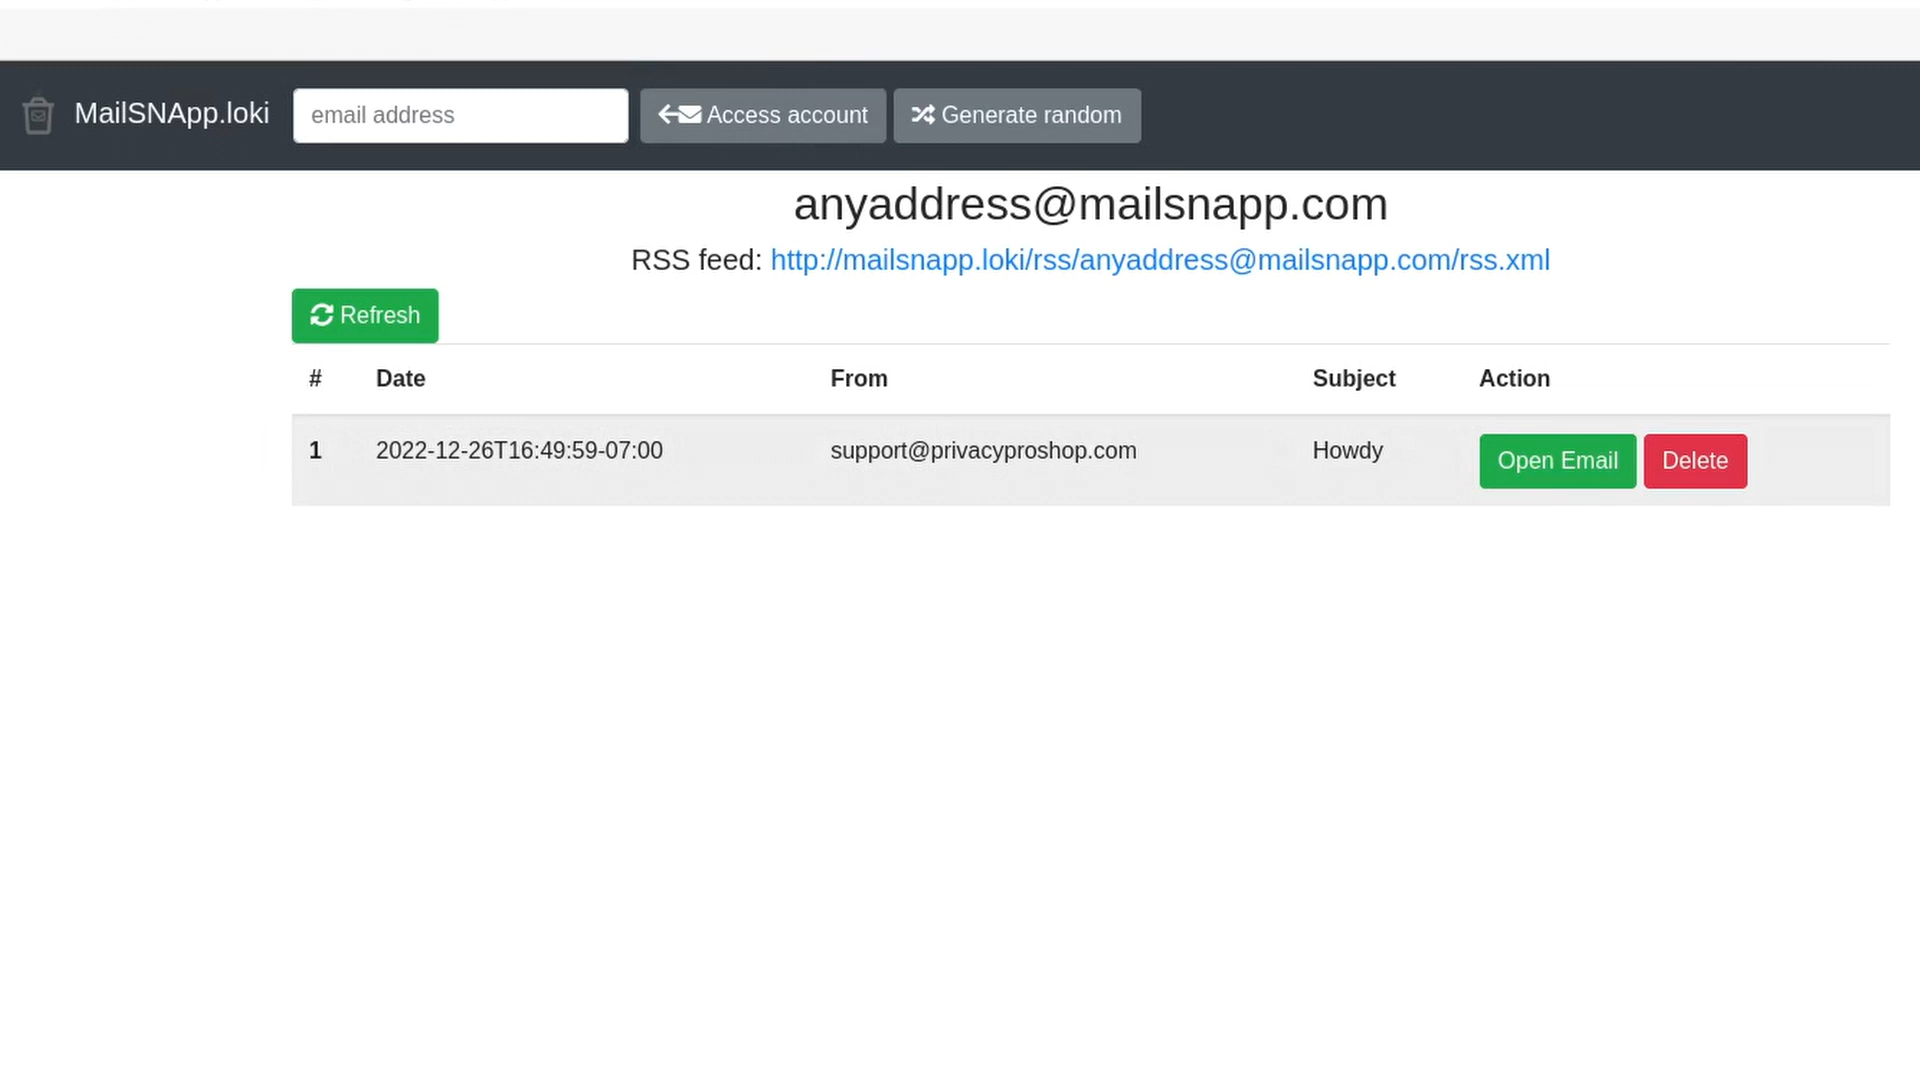 MailSNApp.loki email address Access account Generate random
anyaddress@mailsnapp.com
RSS feed: http://mailsnapp.loki/rss/anyaddress@mailsnapp.com/rss.xml
Refresh
# Date From Subject Action
1 2022-12-26T16:49:59-07:00 support@privacyproshop.com Howdy Open Email Delete